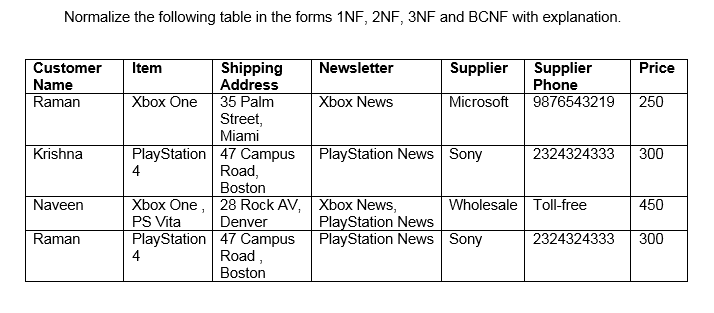 Normalize the following table in the forms 1NF, 2NF, 3NF and BCNF with explanation.
Customer Name Item Shipping Address Newsletter Supplier Supplier Phone Price
Raman Xbox One 35 Palm Street, Miami Xbox News Microsoft 9876543219 250
Krishna PlayStation 4 47 Campus Road, Boston PlayStation News Sony 2324324333 300
Naveen Xbox One , PS Vita 28 Rock AV, Denver Xbox News, PlayStation News Wholesale Toll-free 450
Raman PlayStation 4 47 Campus Road , Boston PlayStation News Sony 2324324333 300